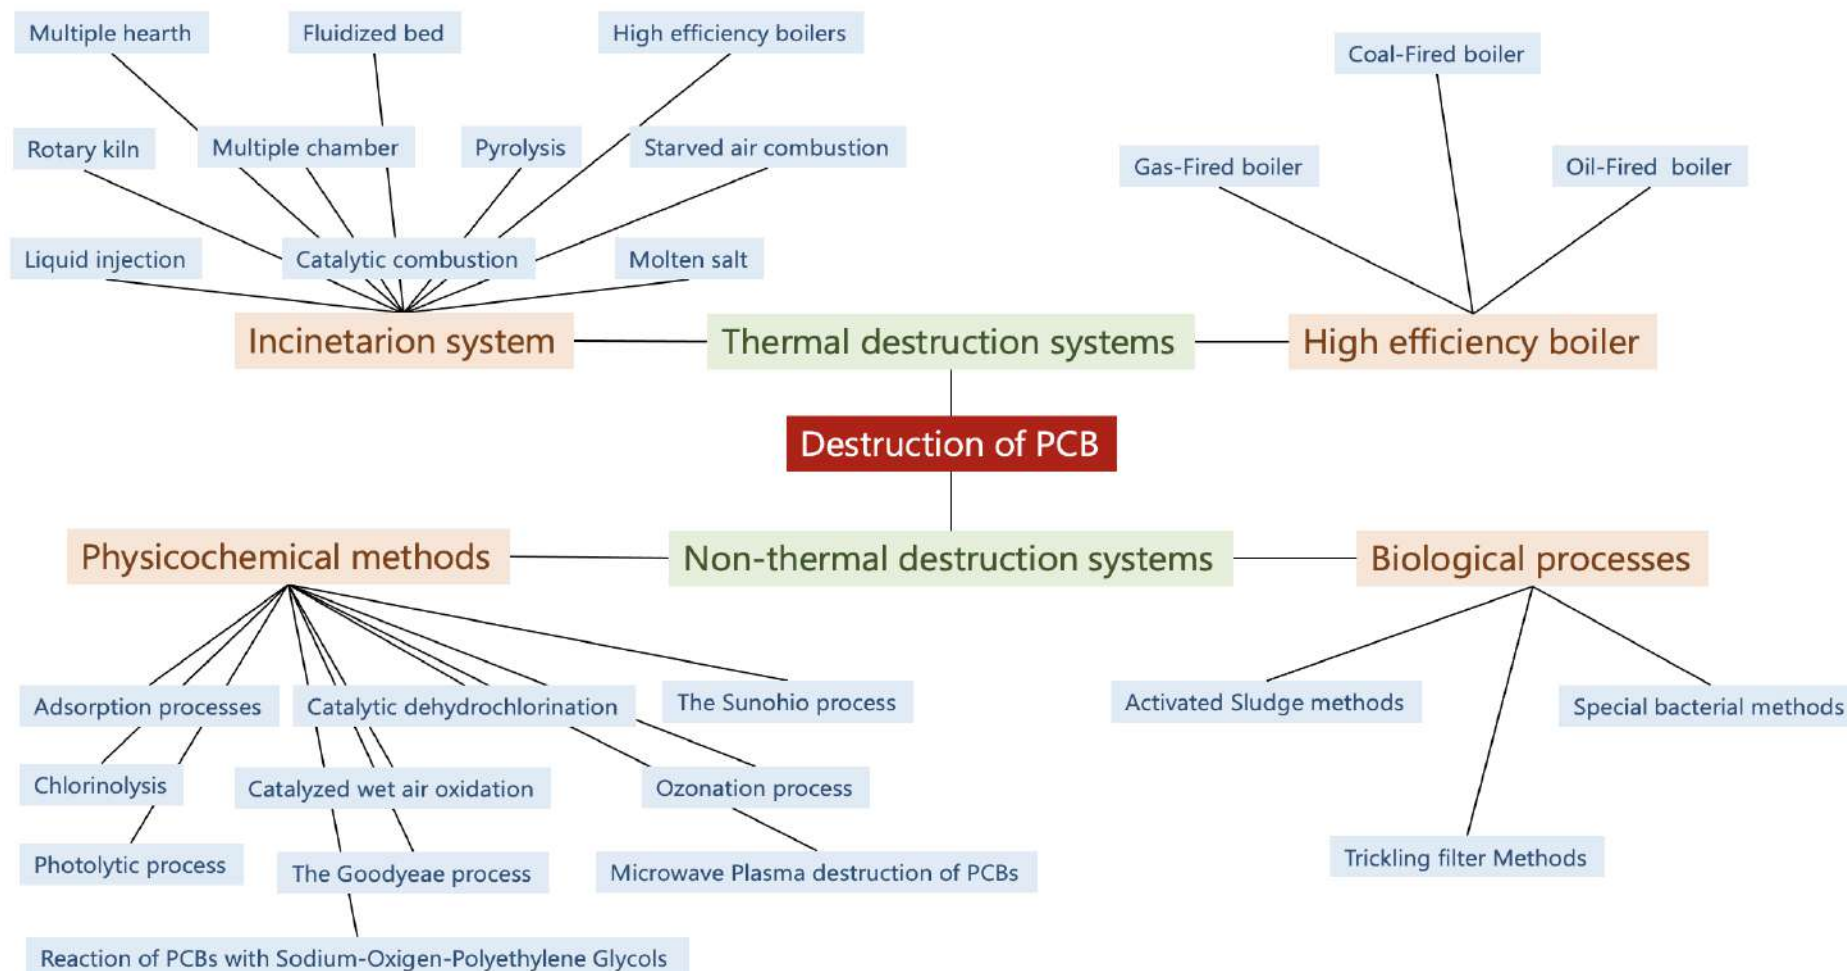 Multiple hearth
Fluidized bed
High efficiency boilers
Coal-Fired boiler
Rotary kiln
Multiple chamber
Pyrolysis
Starved air combustion
Gas-Fired boiler
Oil-Fired boiler
Liquid injection
Catalytic combustion
Molten salt
Incinetarion system
Thermal destruction systems
High efficiency boiler
Destruction of PCB
Physicochemical methods
Non-thermal destruction systems
Biological processes
Adsorption processes
Catalytic dehydrochlorination
The Sunohio process
Activated Sludge methods
Special bacterial methods
Chlorinolysis
Catalyzed wet air oxidation
Ozonation process
Photolytic process
The Goodyeae process
Microwave Plasma destruction of PCBs
Trickling filter Methods
Reaction of PCBs with Sodium-Oxigen-Polyethylene Glycols